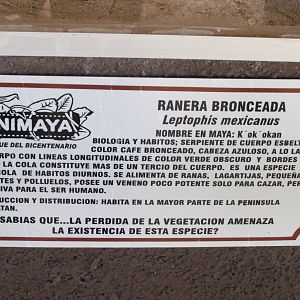 NIMAYA
QUE DEL BICENTENARIO
RANERA BRONCEADA
Leptophis mexicanus
NOMBRE EN MAYA: K´ok´okan
BIOLOGIA Y HABITOS; SERPIENTE DE CUERPO ESBELT
COLOR CAFE BRONCEADO, CABEZA AZULOSO, A LO LA
RPO CON LINEAS LONGITUDINALES DE COLOR VERDE OBSCURO Y BORDES
LA COLA CONSTITUYE MAS DE UN TERCIO DEL CUERPO. ES UNA ESPECIE
COLA DE HABITOS DIURNOS. SE ALIMENTA DE RANAS, LAGARTIJAS, PEQUEÑA
TES Y POLLUELOS, POSEE UN VENENO POCO POTENTE SOLO PARA CAZAR, PER
IVA PARA EL SER HUMANO.
UCCION Y DISTRIBUCION: HABITA EN LA MAYOR PARTE DE LA PENINSULA
TAN.
SABIAS QUE...LA PERDIDA DE LA VEGETACION AMENAZA
LA EXISTENCIA DE ESTA ESPECIE?